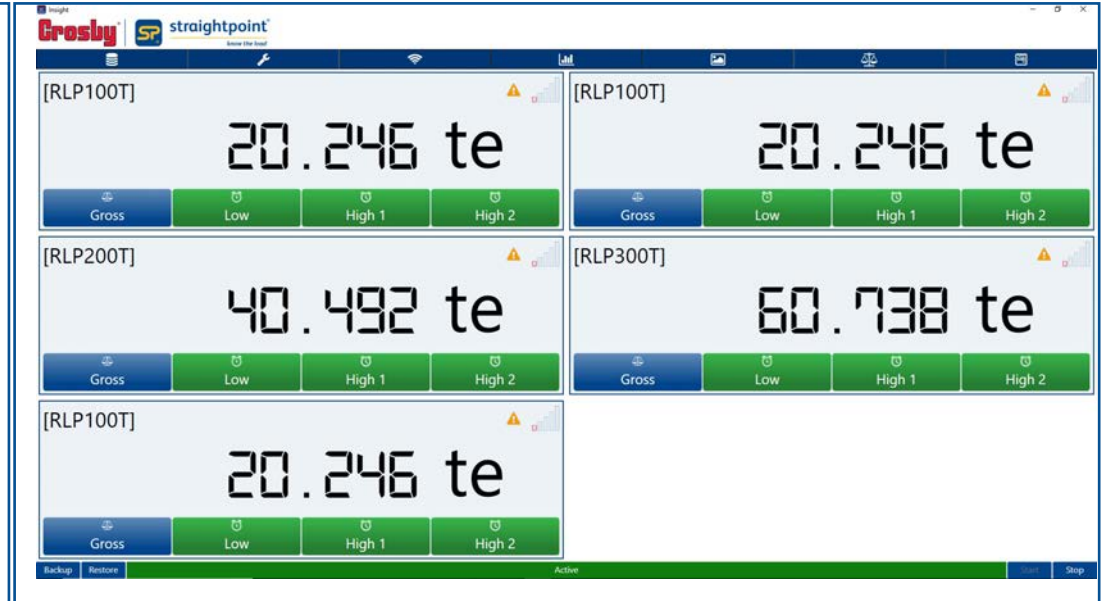 Insight
Crosby SP straightpoint
know the load
[RLP100T]
20.246 te
Gross Low High 1 High 2
[RLP100T]
20.246 te
Gross Low High 1 High 2
[RLP200T]
40.492 te
Gross Low High 1 High 2
[RLP300T]
60.738 te
Gross Low High 1 High 2
[RLP100T]
20.246 te
Gross Low High 1 High 2
Backup Restore Active Start Stop